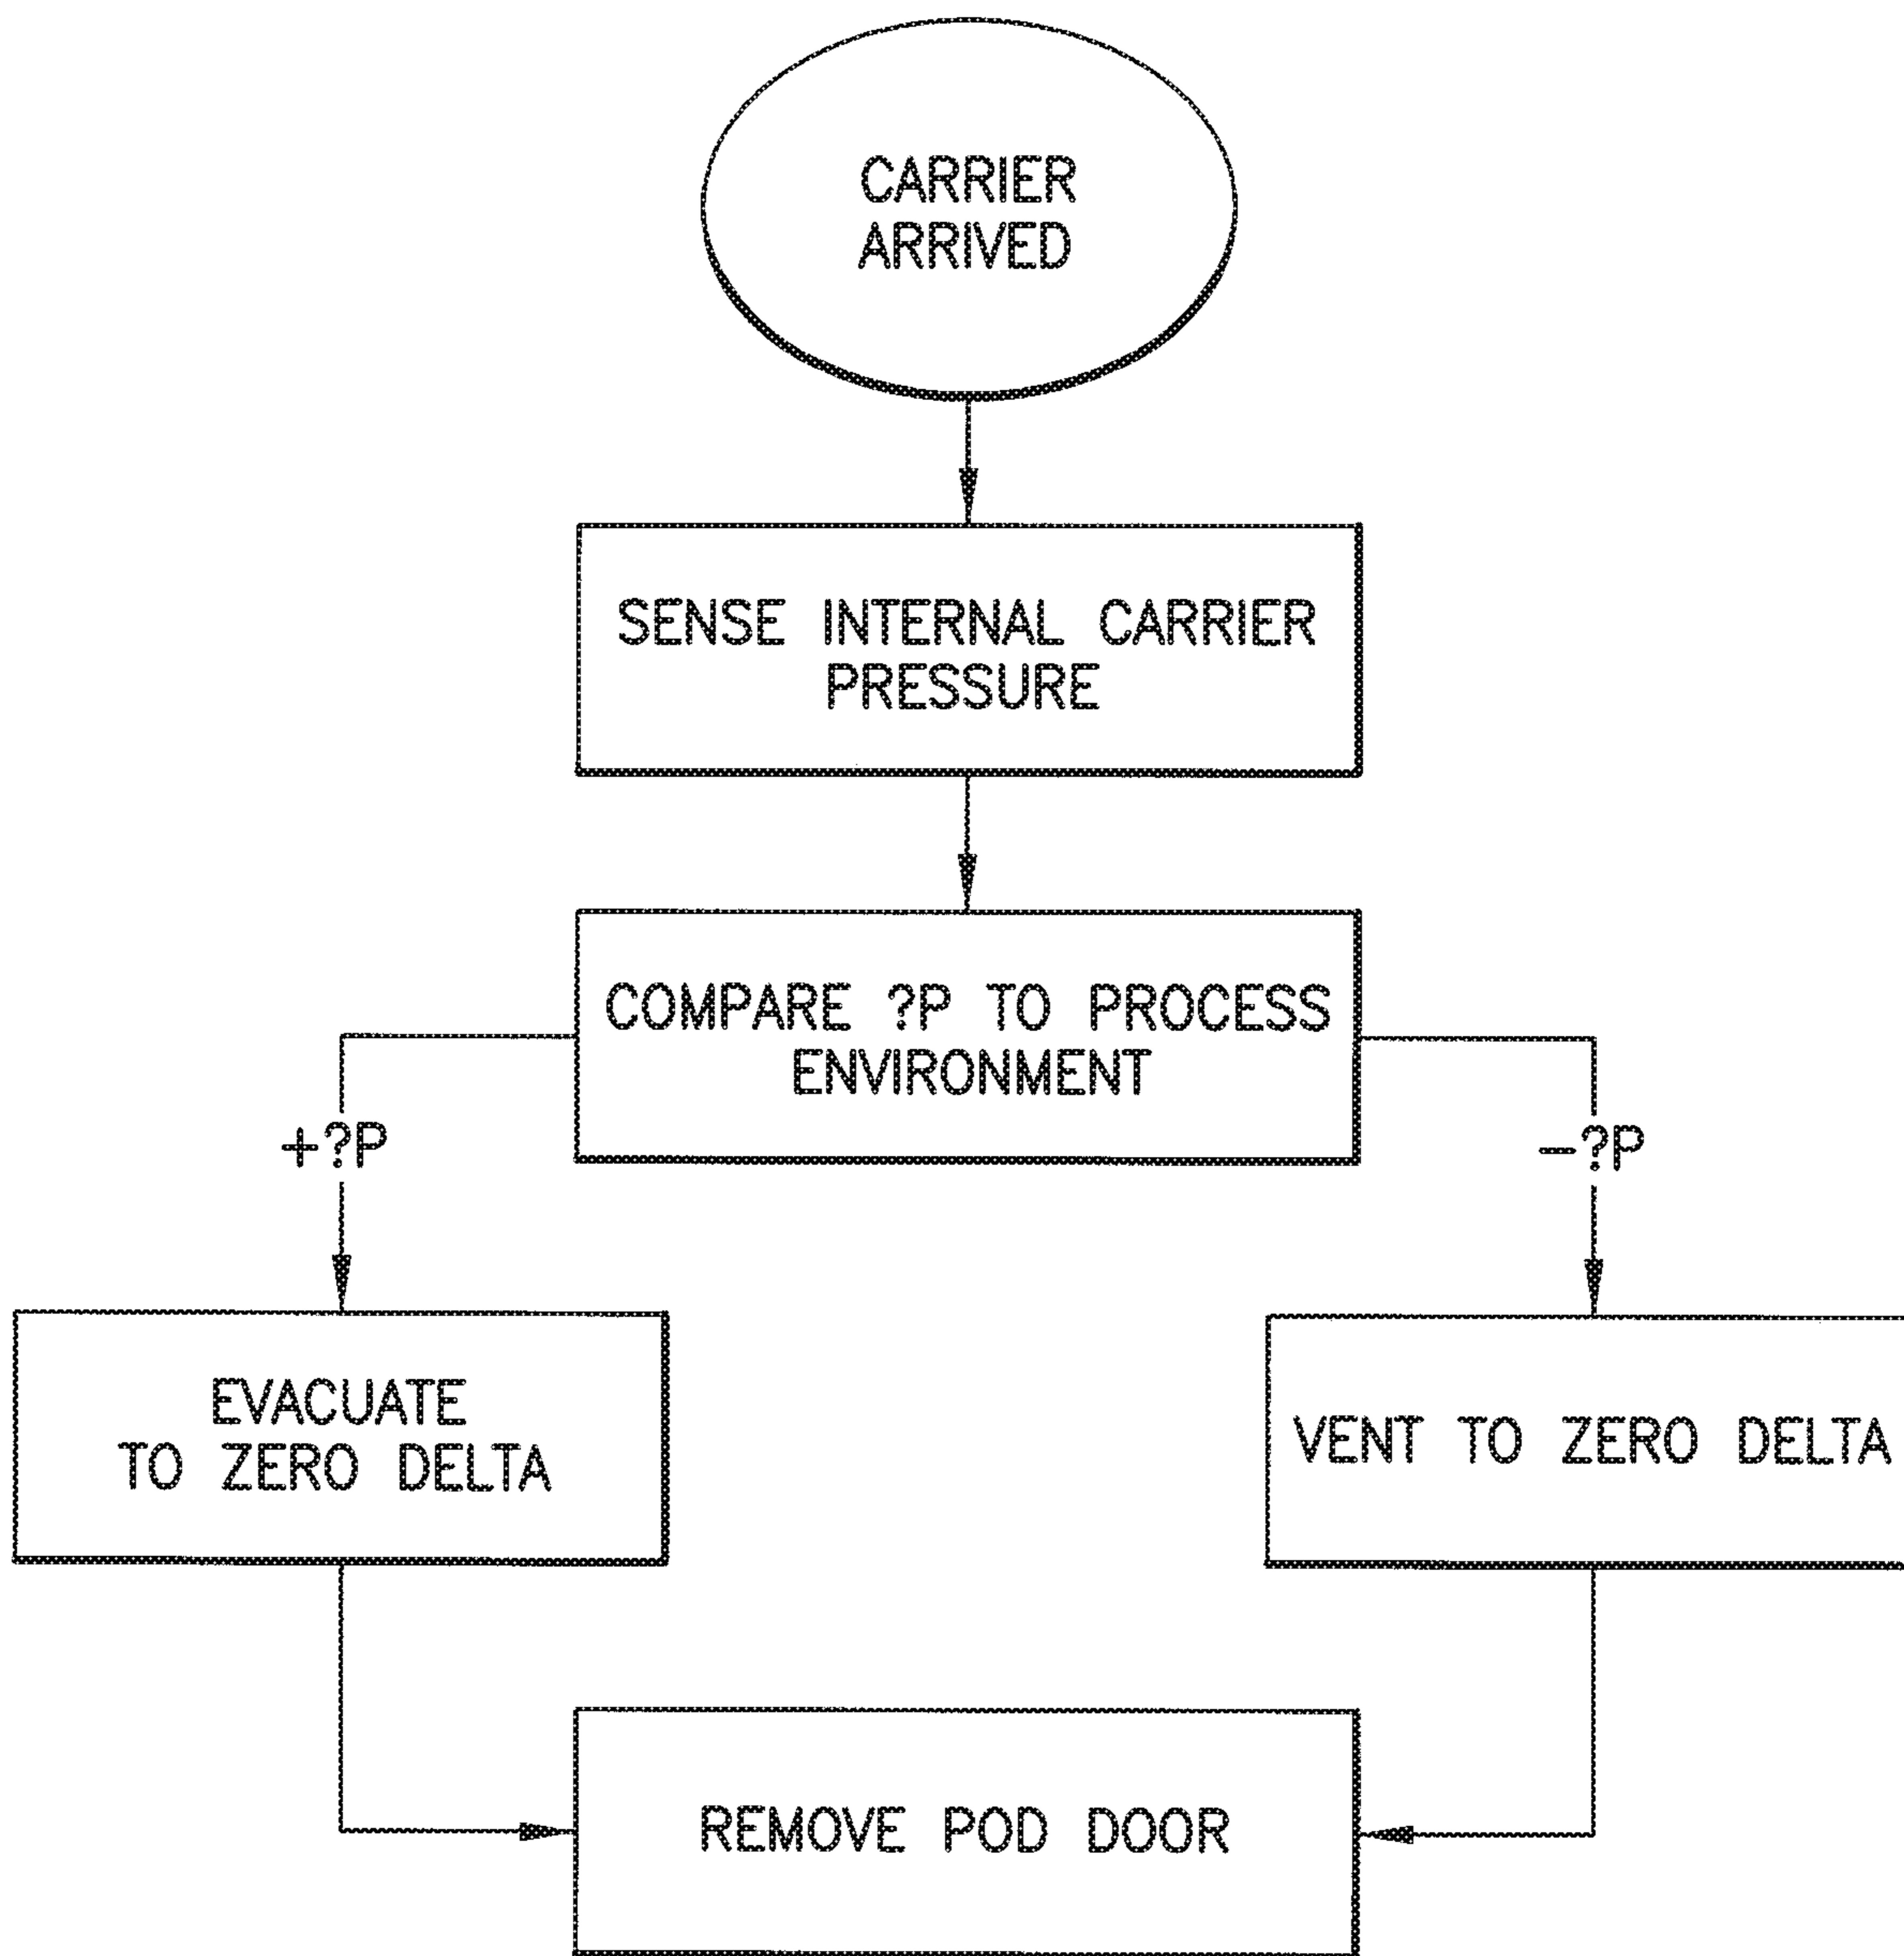 CARRIER
ARRIVED
SENSE INTERNAL CARRIER
PRESSURE
COMPARE ?P TO PROCESS
ENVIRONMENT
+?P
-?P
EVACUATE
TO ZERO DELTA
VENT TO ZERO DELTA
REMOVE POD DOOR